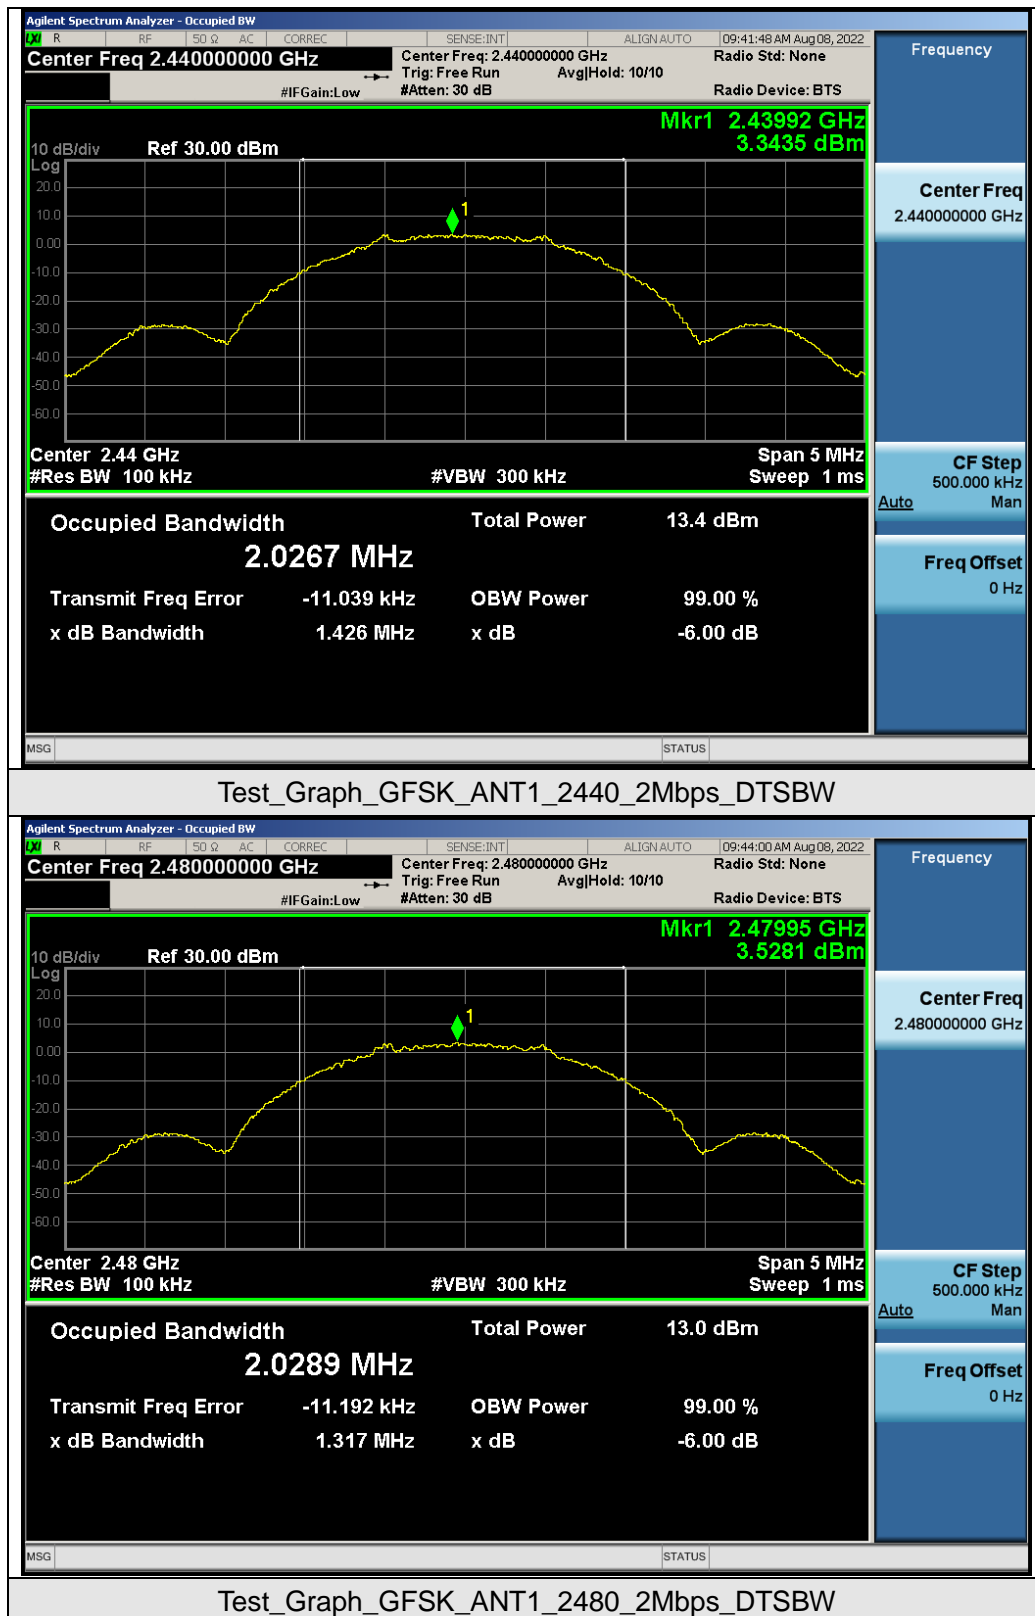 Agilent Spectrum Analyzer - Occupied BW
LXI R RF 50 Ω AC CORREC SENSE:INT ALIGN AUTO 09:41:48 AM Aug 08, 2022
Center Freq 2.440000000 GHz Center Freq: 2.440000000 GHz Radio Std: None
Trig: Free Run Avg|Hold: 10/10
#IFGain:Low #Atten: 30 dB Radio Device: BTS
Mkr1 2.43992 GHz
3.3435 dBm
10 dB/div Ref 30.00 dBm
Log
20.0
10.0
0.00
-10.0
-20.0
-30.0
-40.0
-50.0
-60.0
1
Center 2.44 GHz Span 5 MHz
#Res BW 100 kHz #VBW 300 kHz Sweep 1 ms
Occupied Bandwidth Total Power 13.4 dBm
2.0267 MHz
Transmit Freq Error -11.039 kHz OBW Power 99.00 %
x dB Bandwidth 1.426 MHz x dB -6.00 dB
MSG STATUS
Frequency
Center Freq
2.440000000 GHz
CF Step
500.000 kHz
Auto Man
Freq Offset
0 Hz
Test_Graph_GFSK_ANT1_2440_2Mbps_DTSBW
Agilent Spectrum Analyzer - Occupied BW
LXI R RF 50 Ω AC CORREC SENSE:INT ALIGN AUTO 09:44:00 AM Aug 08, 2022
Center Freq 2.480000000 GHz Center Freq: 2.480000000 GHz Radio Std: None
Trig: Free Run Avg|Hold: 10/10
#IFGain:Low #Atten: 30 dB Radio Device: BTS
Mkr1 2.47995 GHz
3.5281 dBm
10 dB/div Ref 30.00 dBm
Log
20.0
10.0
0.00
-10.0
-20.0
-30.0
-40.0
-50.0
-60.0
1
Center 2.48 GHz Span 5 MHz
#Res BW 100 kHz #VBW 300 kHz Sweep 1 ms
Occupied Bandwidth Total Power 13.0 dBm
2.0289 MHz
Transmit Freq Error -11.192 kHz OBW Power 99.00 %
x dB Bandwidth 1.317 MHz x dB -6.00 dB
MSG STATUS
Frequency
Center Freq
2.480000000 GHz
CF Step
500.000 kHz
Auto Man
Freq Offset
0 Hz
Test_Graph_GFSK_ANT1_2480_2Mbps_DTSBW